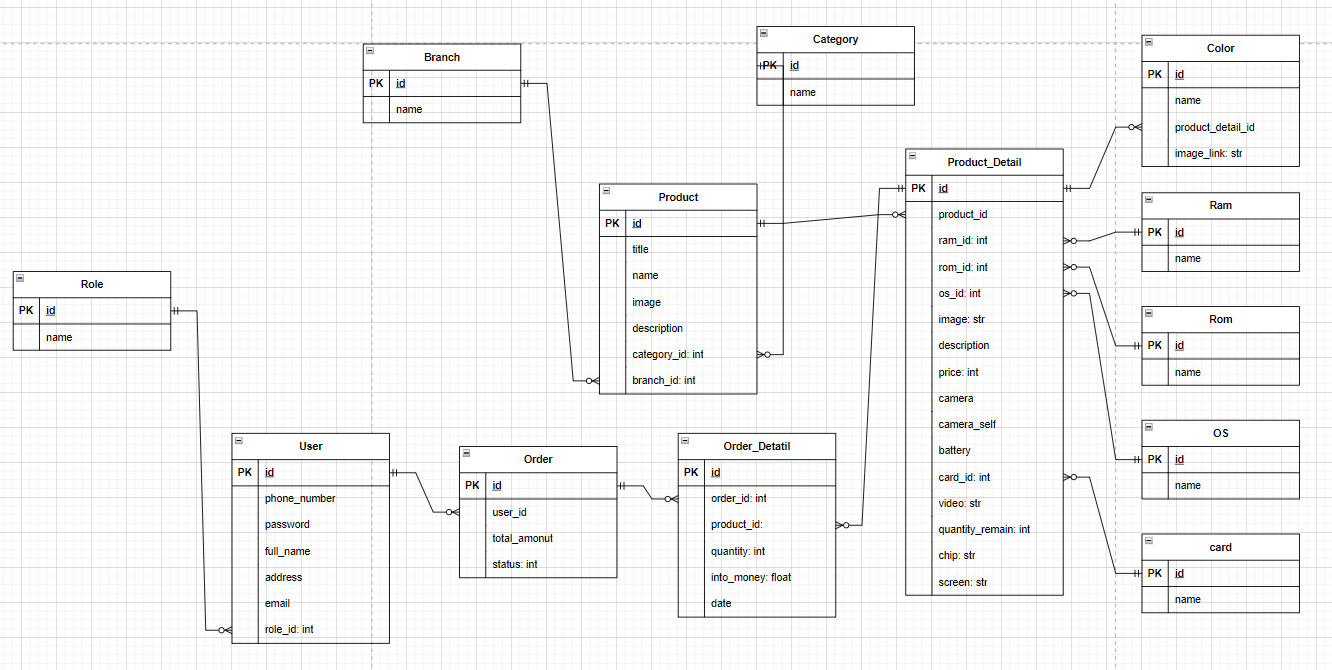 Branch
PK id
name
Category
PK id
name
Color
PK id
name
product_detail_id
image_link: str
Product_Detail
PK id
product_id
ram_id: int
rom_id: int
os_id: int
image: str
description
price: int
camera
camera_self
battery
card_id: int
video: str
quantity_remain: int
chip: str
screen: str
Product
PK id
title
name
image
description
category_id: int
branch_id: int
Ram
PK id
name
Role
PK id
name
Rom
PK id
name
User
PK id
phone_number
password
full_name
address
email
role_id: int
Order
PK id
user_id
total_amonut
status: int
Order_Detatil
PK id
order_id: int
product_id:
quantity: int
into_money: float
date
OS
PK id
name
card
PK id
name